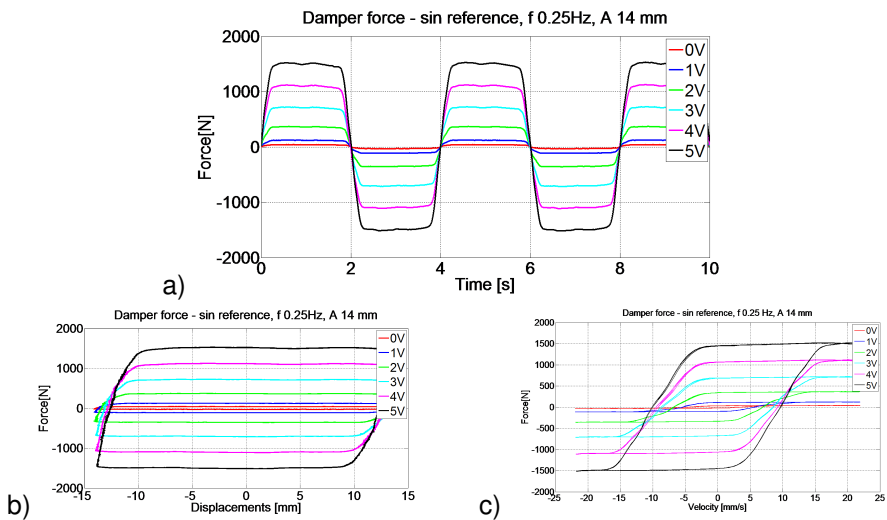 Damper force - sin reference, f 0.25Hz, A 14 mm
2000
1000
0
-1000
-2000
Force[N]
0 2 4 6 8 10
Time [s]
0V
1V
2V
3V
4V
5V
a)
Damper force - sin reference, f 0.25Hz, A 14 mm
2000
1500
1000
500
0
-500
-1000
-1500
-2000
Force[N]
-15 -10 -5 0 5 10 15
Displacements [mm]
0V
1V
2V
3V
4V
5V
b)
Damper force - sin reference, f 0.25 Hz, A 14 mm
2000
1500
1000
500
0
-500
-1000
-1500
-2000
Force[N]
-25 -20 -15 -10 -5 0 5 10 15 20 25
Velocity [mm/s]
0V
1V
2V
3V
4V
5V
c)